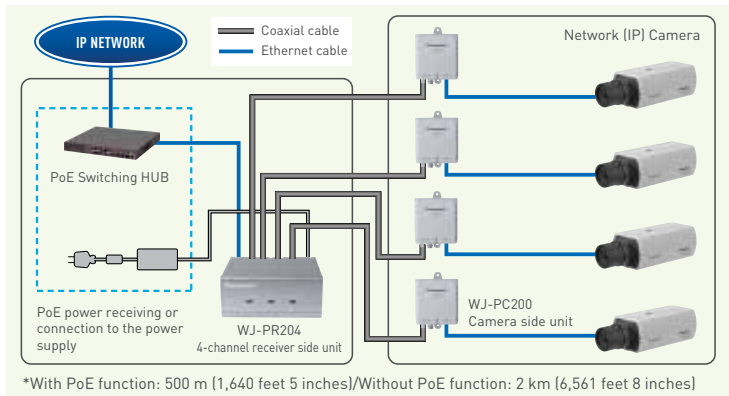 IP NETWORK
Coaxial cable
Ethernet cable
Network (IP) Camera
PoE Switching HUB
PoE power receiving or
connection to the power
supply
WJ-PR204
4-channel receiver side unit
WJ-PC200
Camera side unit
*With PoE function: 500 m (1,640 feet 5 inches)/Without PoE function: 2 km (6,561 feet 8 inches)